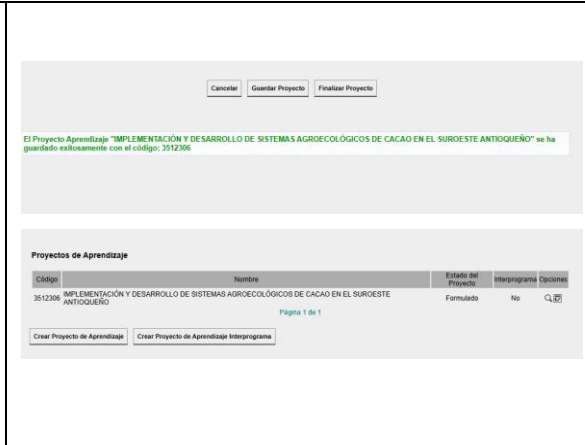 Cancelar Guardar Proyecto Finalizar Proyecto
El Proyecto Aprendizaje "IMPLEMENTACIÓN Y DESARROLLO DE SISTEMAS AGROECOLÓGICOS DE CACAO EN EL SUROESTE ANTIOQUEÑO" se ha
guardado exitosamente con el código: 3512306
Proyectos de Aprendizaje
Código Nombre Estado del Proyecto Interprograma Opciones
3512306 IMPLEMENTACIÓN Y DESARROLLO DE SISTEMAS AGROECOLÓGICOS DE CACAO EN EL SUROESTE
ANTIOQUEÑO Formulado No
Página 1 de 1
Crear Proyecto de Aprendizaje Crear Proyecto de Aprendizaje Interprograma